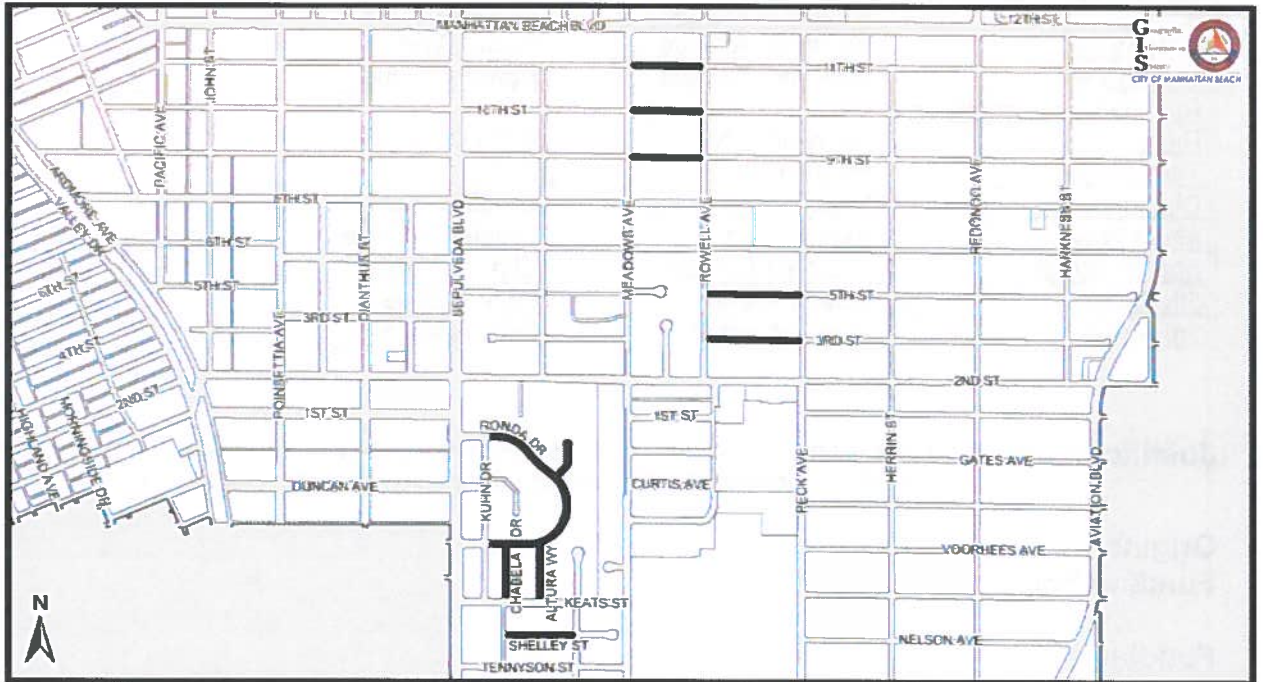 MANHATTAN BEACH BLVD
12TH ST
G
I
S
CITY OF MANHATTAN BEACH
JOHN ST
11TH ST
10TH ST
PACIFIC AVE
9TH ST
ARDMORE AVE
VALLEY DR
8TH ST
SEPULVEDA BLVD
MEADOWS AVE
ROWELL AVE
REDONDO AVE
HARKNESS ST
6TH ST
DIANTHUS ST
5TH ST
5TH ST
6TH ST
3RD ST
POINSETTIA AVE
3RD ST
4TH ST
2ND ST
2ND ST
HIGHLAND AVE
MORNINGSIDE DR
1ST ST
1ST ST
RONDA DR
HERRIN ST
GATES AVE
KUHN DR
DUNCAN AVE
CURTIS AVE
PECK AVE
AVIATION BLVD
DR
CHABELA
ALTURA WY
VOORHEES AVE
KEATS ST
N
SHELLEY ST
NELSON AVE
TENNYSON ST